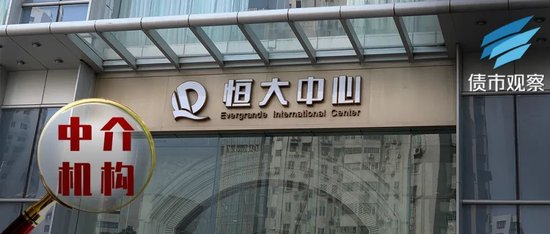 恒大中心
Evergrande International Center
中介
机构
债市观察